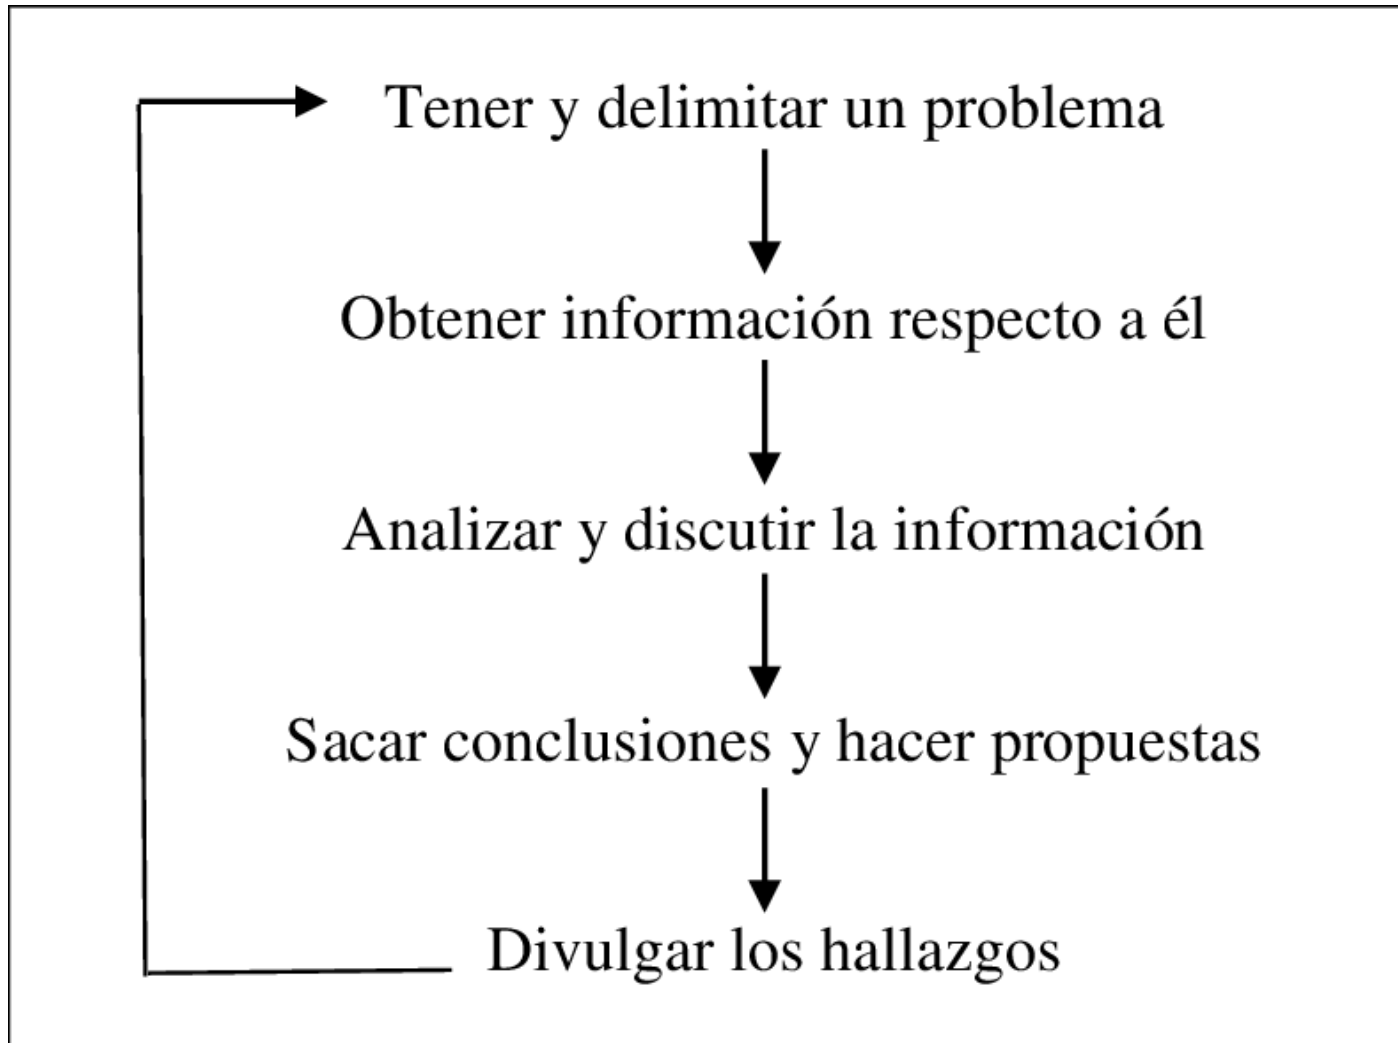 Tener y delimitar un problema
Obtener información respecto a él
Analizar y discutir la información
Sacar conclusiones y hacer propuestas
Divulgar los hallazgos